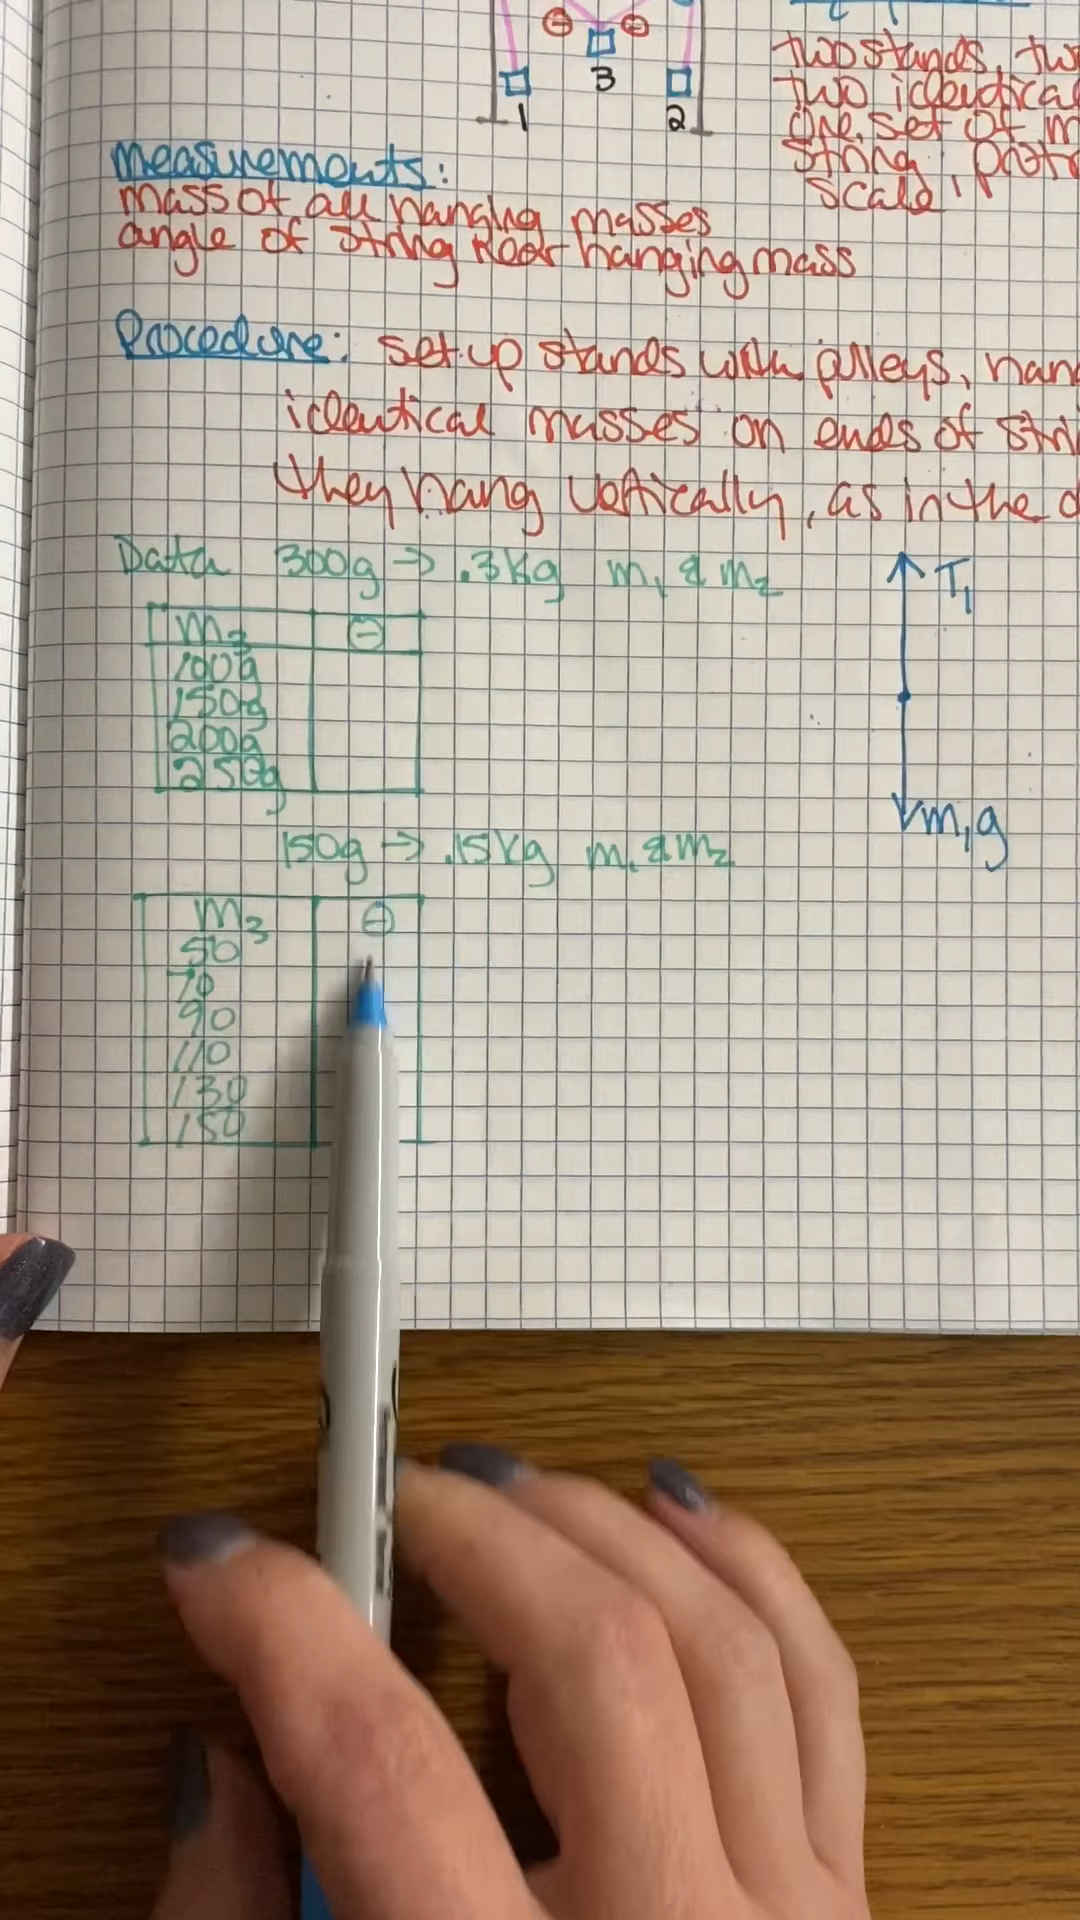 ⊖ ⊖
3
1 2
two stands, tw
two identica
one set of m
string, protr
scale
Measurements:
mass of all hanging masses
angle of string near hanging mass
Procedure: set up stands with pulleys, han
identical masses on ends of stri
they hang vertically, as in the d
Data 300g → .3kg m₁ & m₂
T₁
m₃ ⊖
100g
150g
200g
250g
m₁g
150g → .15kg m₁ & m₂
m₃ ⊖
50
70
90
110
130
150